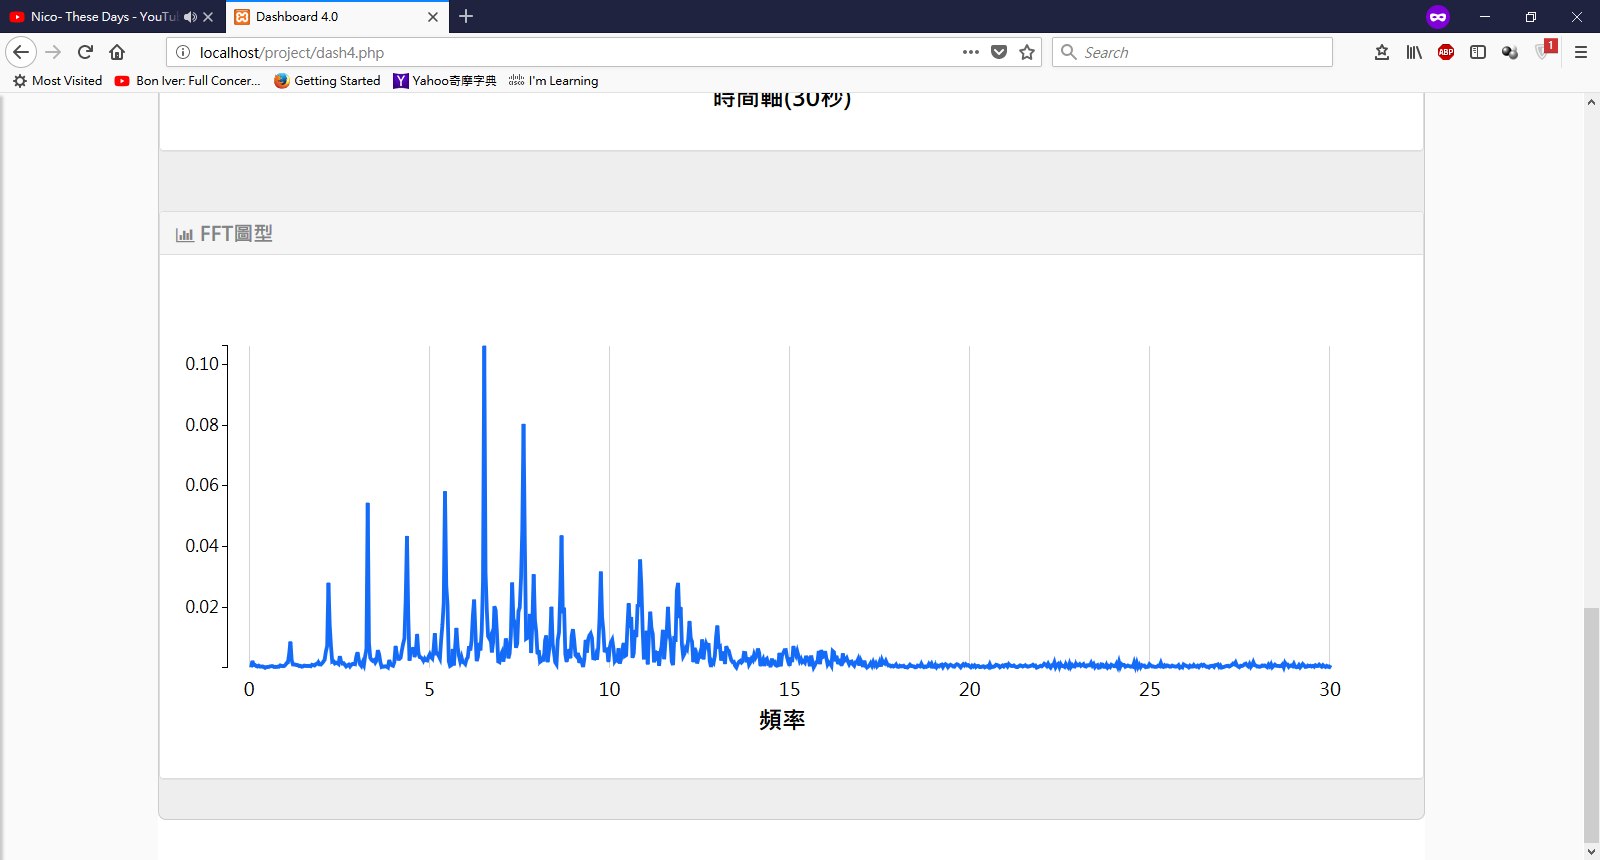 Nico- These Days - YouTu
Dashboard 4.0
localhost/project/dash4.php
Search
ABP
1
Most Visited
Bon Iver: Full Concer...
Getting Started
Y
Yahoo奇摩字典
cisco
I'm Learning
時間軸(30秒)
FFT圖型
0.10
0.08
0.06
0.04
0.02
0 5 10 15 20 25 30
頻率